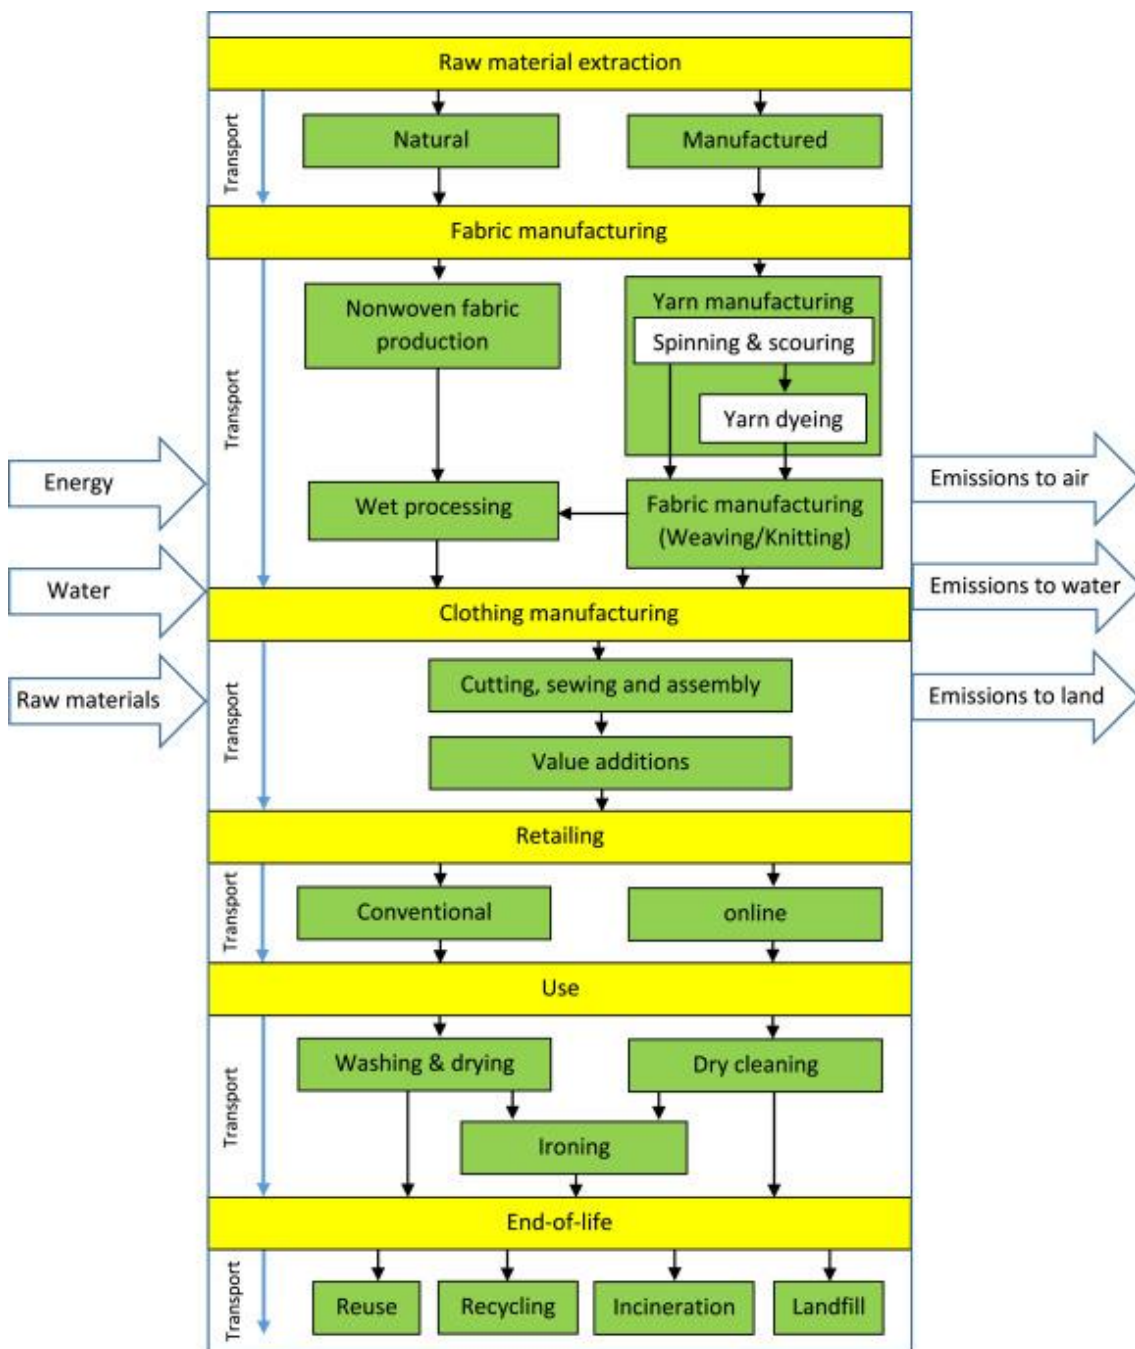 Raw material extraction
Transport
Natural
Manufactured
Fabric manufacturing
Transport
Nonwoven fabric
production
Yarn manufacturing
Spinning & scouring
Yarn dyeing
Wet processing
Fabric manufacturing
(Weaving/Knitting)
Energy
Water
Raw materials
Emissions to air
Emissions to water
Emissions to land
Clothing manufacturing
Transport
Cutting, sewing and assembly
Value additions
Retailing
Transport
Conventional
online
Use
Transport
Washing & drying
Dry cleaning
Ironing
End-of-life
Transport
Reuse
Recycling
Incineration
Landfill